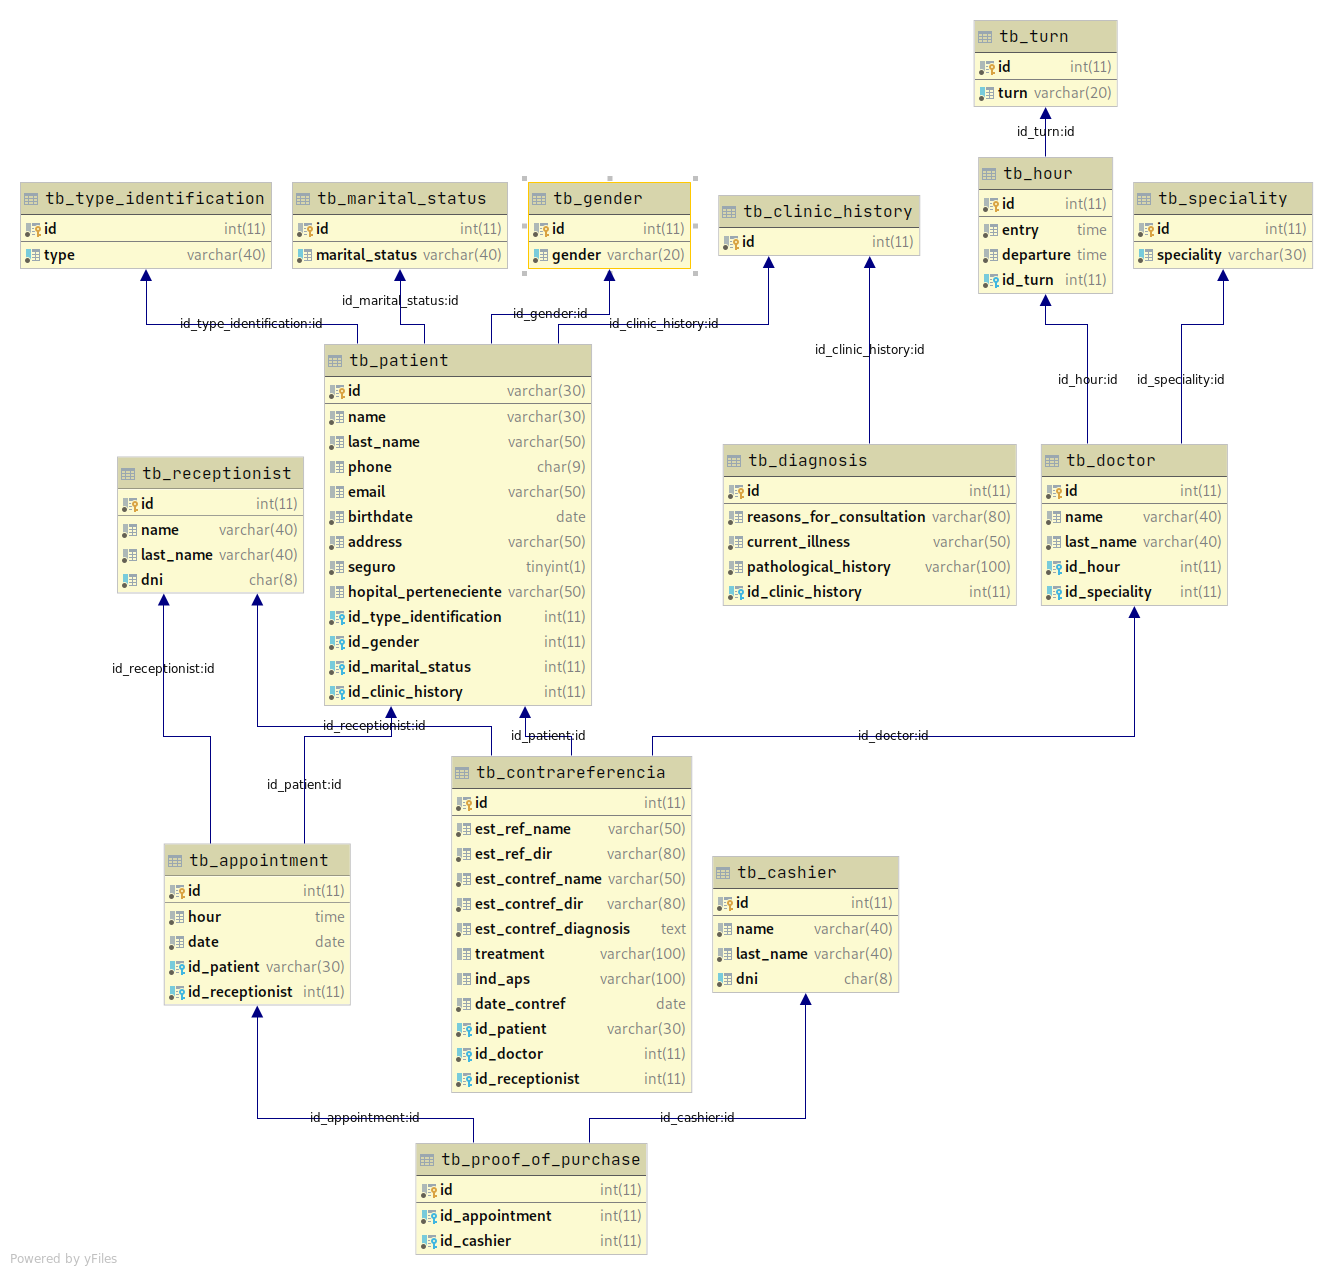 tb_turn
id int(11)
turn varchar(20)
id_turn:id
tb_hour
id int(11)
entry time
departure time
id_turn int(11)
tb_speciality
id int(11)
speciality varchar(30)
tb_type_identification
id int(11)
type varchar(40)
tb_marital_status
id int(11)
marital_status varchar(40)
tb_gender
id int(11)
gender varchar(20)
tb_clinic_history
id int(11)
id_marital_status:id
id_gender:id
id_type_identification:id
id_clinic_history:id
id_clinic_history:id
id_hour:id
id_speciality:id
tb_patient
id varchar(30)
name varchar(30)
last_name varchar(50)
phone char(9)
email varchar(50)
birthdate date
address varchar(50)
seguro tinyint(1)
hopital_perteneciente varchar(50)
id_type_identification int(11)
id_gender int(11)
id_marital_status int(11)
id_clinic_history int(11)
tb_receptionist
id int(11)
name varchar(40)
last_name varchar(40)
dni char(8)
tb_diagnosis
id int(11)
reasons_for_consultation varchar(80)
current_illness varchar(50)
pathological_history varchar(100)
id_clinic_history int(11)
tb_doctor
id int(11)
name varchar(40)
last_name varchar(40)
id_hour int(11)
id_speciality int(11)
id_receptionist:id
id_receptionist:id
id_patient:id
id_doctor:id
id_patient:id
tb_contrareferencia
id int(11)
est_ref_name varchar(50)
est_ref_dir varchar(80)
est_contref_name varchar(50)
est_contref_dir varchar(80)
est_contref_diagnosis text
treatment varchar(100)
ind_aps varchar(100)
date_contref date
id_patient varchar(30)
id_doctor int(11)
id_receptionist int(11)
tb_appointment
id int(11)
hour time
date date
id_patient varchar(30)
id_receptionist int(11)
tb_cashier
id int(11)
name varchar(40)
last_name varchar(40)
dni char(8)
id_appointment:id
id_cashier:id
tb_proof_of_purchase
id int(11)
id_appointment int(11)
id_cashier int(11)
Powered by yFiles